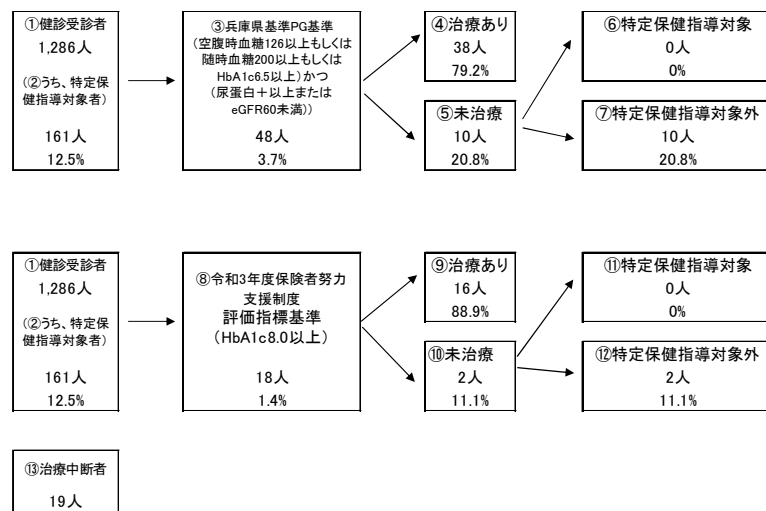 ①健診受診者
1,286人
(②うち、特定保
健指導対象者)
161人
12.5%
③兵庫県基準PG基準
(空腹時血糖126以上もしくは
随時血糖200以上もしくは
HbA1c6.5以上)かつ
(尿蛋白+以上または
eGFR60未満))
48人
3.7%
④治療あり
38人
79.2%
⑤未治療
10人
20.8%
⑥特定保健指導対象
0人
0%
⑦特定保健指導対象外
10人
20.8%
①健診受診者
1,286人
(②うち、特定保
健指導対象者)
161人
12.5%
⑧令和3年度保険者努力
支援制度
評価指標基準
(HbA1c8.0以上)
18人
1.4%
⑨治療あり
16人
88.9%
⑩未治療
2人
11.1%
⑪特定保健指導対象
0人
0%
⑫特定保健指導対象外
2人
11.1%
⑬治療中断者
19人